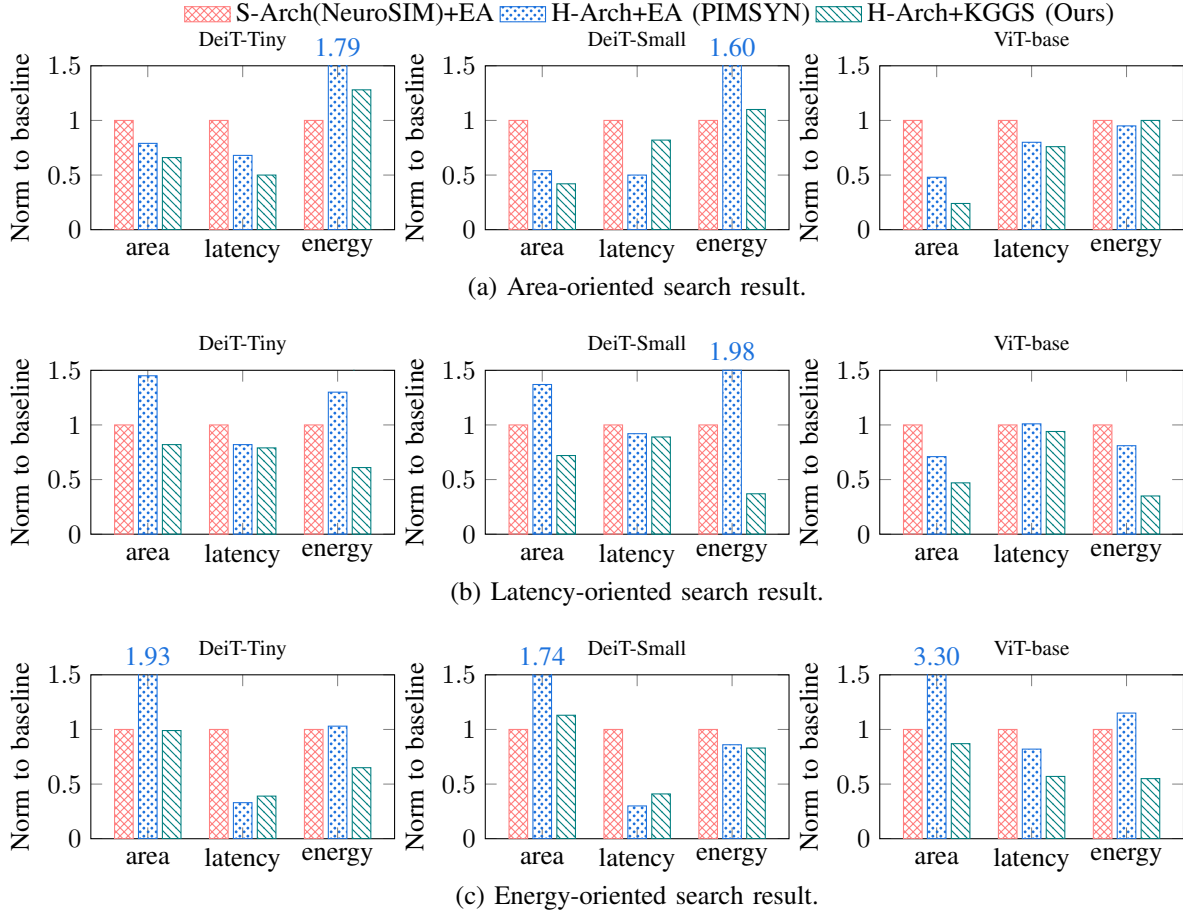 S-Arch(NeuroSIM)+EA H-Arch+EA (PIMSYN) H-Arch+KGGS (Ours)
DeiT-Tiny DeiT-Small ViT-base
1.79 1.60
Norm to baseline Norm to baseline Norm to baseline
1.5 1.5 1.5
1 1 1
0.5 0.5 0.5
0 0 0
area latency energy area latency energy area latency energy
(a) Area-oriented search result.
DeiT-Tiny DeiT-Small ViT-base
1.98
Norm to baseline Norm to baseline Norm to baseline
1.5 1.5 1.5
1 1 1
0.5 0.5 0.5
0 0 0
area latency energy area latency energy area latency energy
(b) Latency-oriented search result.
DeiT-Tiny DeiT-Small ViT-base
1.93 1.74 3.30
Norm to baseline Norm to baseline Norm to baseline
1.5 1.5 1.5
1 1 1
0.5 0.5 0.5
0 0 0
area latency energy area latency energy area latency energy
(c) Energy-oriented search result.